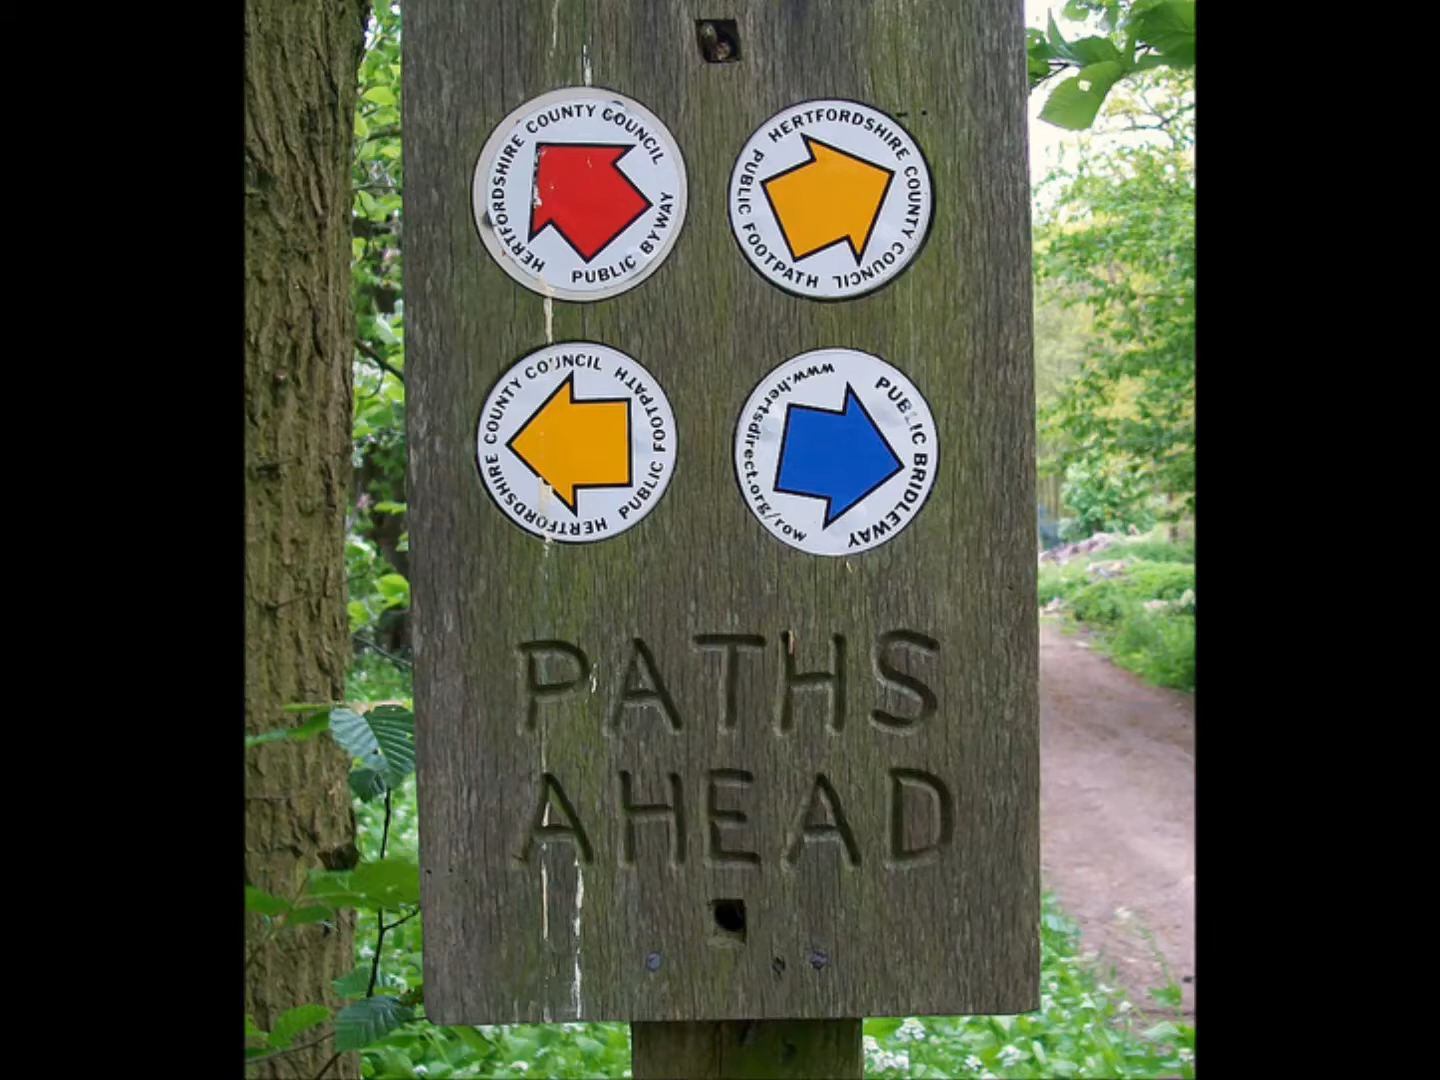 HERTFORDSHIRE COUNTY COUNCIL
PUBLIC BYWAY
HERTFORDSHIRE COUNTY COUNCIL
PUBLIC FOOTPATH
HERTFORDSHIRE COUNTY COUNCIL
PUBLIC FOOTPATH
PUBLIC BRIDLEWAY
www.hertsdirect.org/row
PATHS
AHEAD